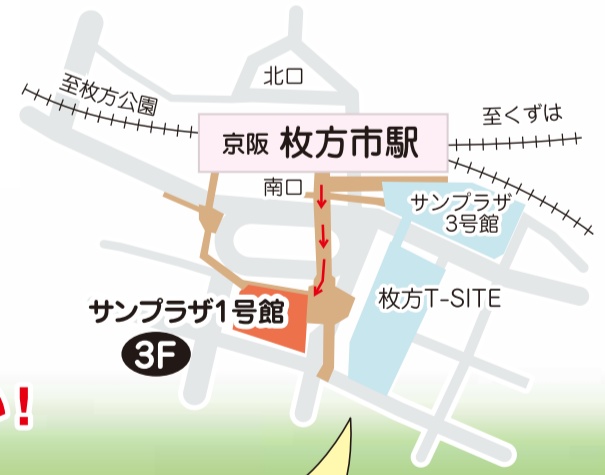 北口
至枚方公園
至くずは
京阪 枚方市駅
南口
サンプラザ
3号館
サンプラザ1号館
枚方T-SITE
3F
い!